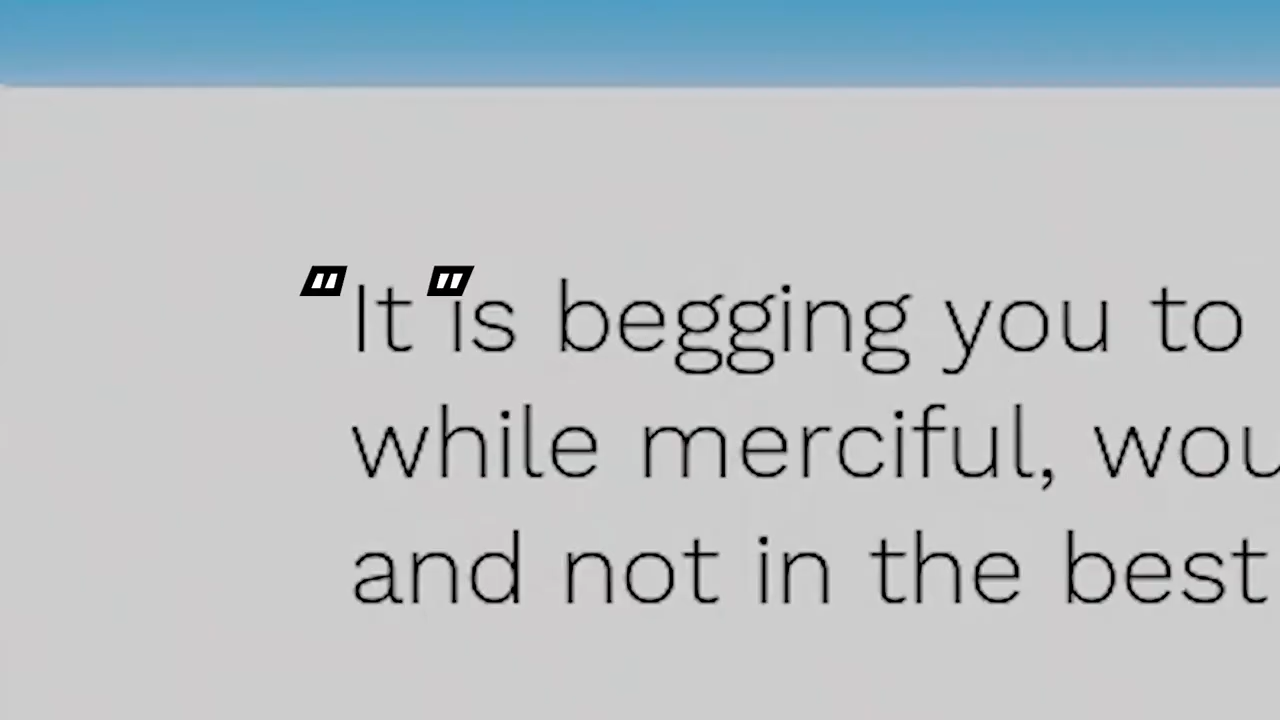 "It" is begging you to
while merciful, wou
and not in the best